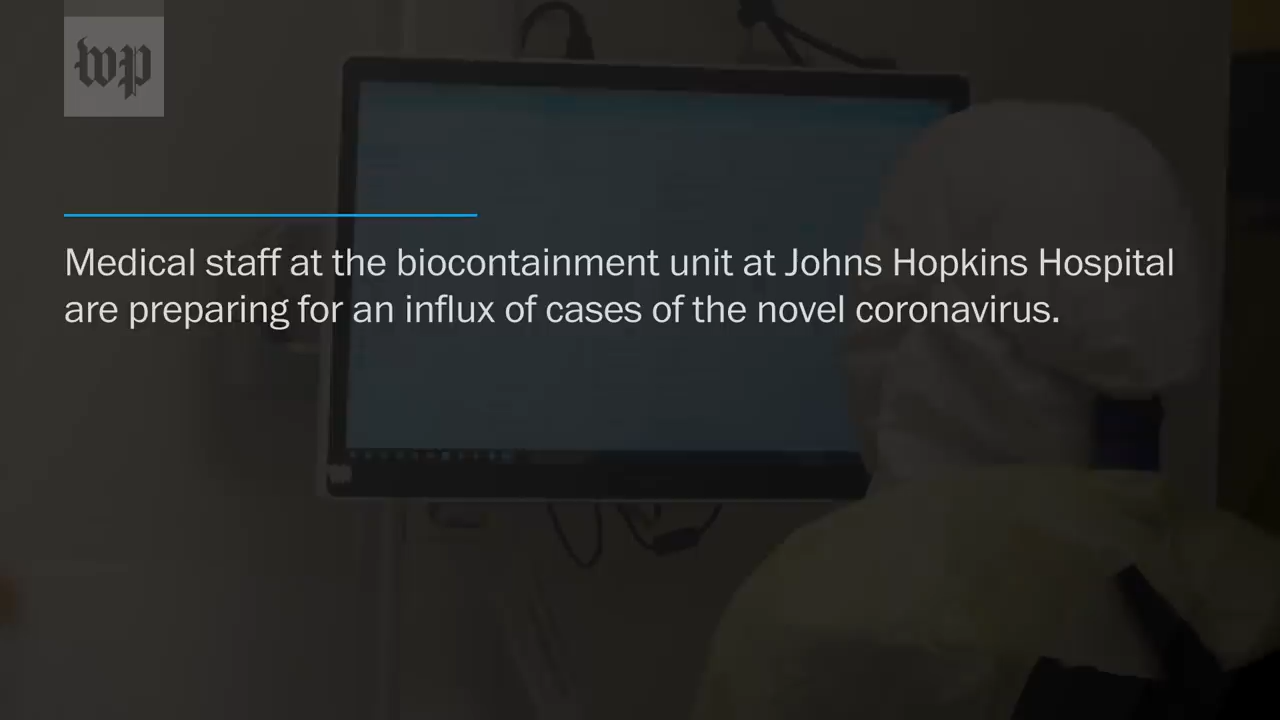 wp
Medical staff at the biocontainment unit at Johns Hopkins Hospital
are preparing for an influx of cases of the novel coronavirus.